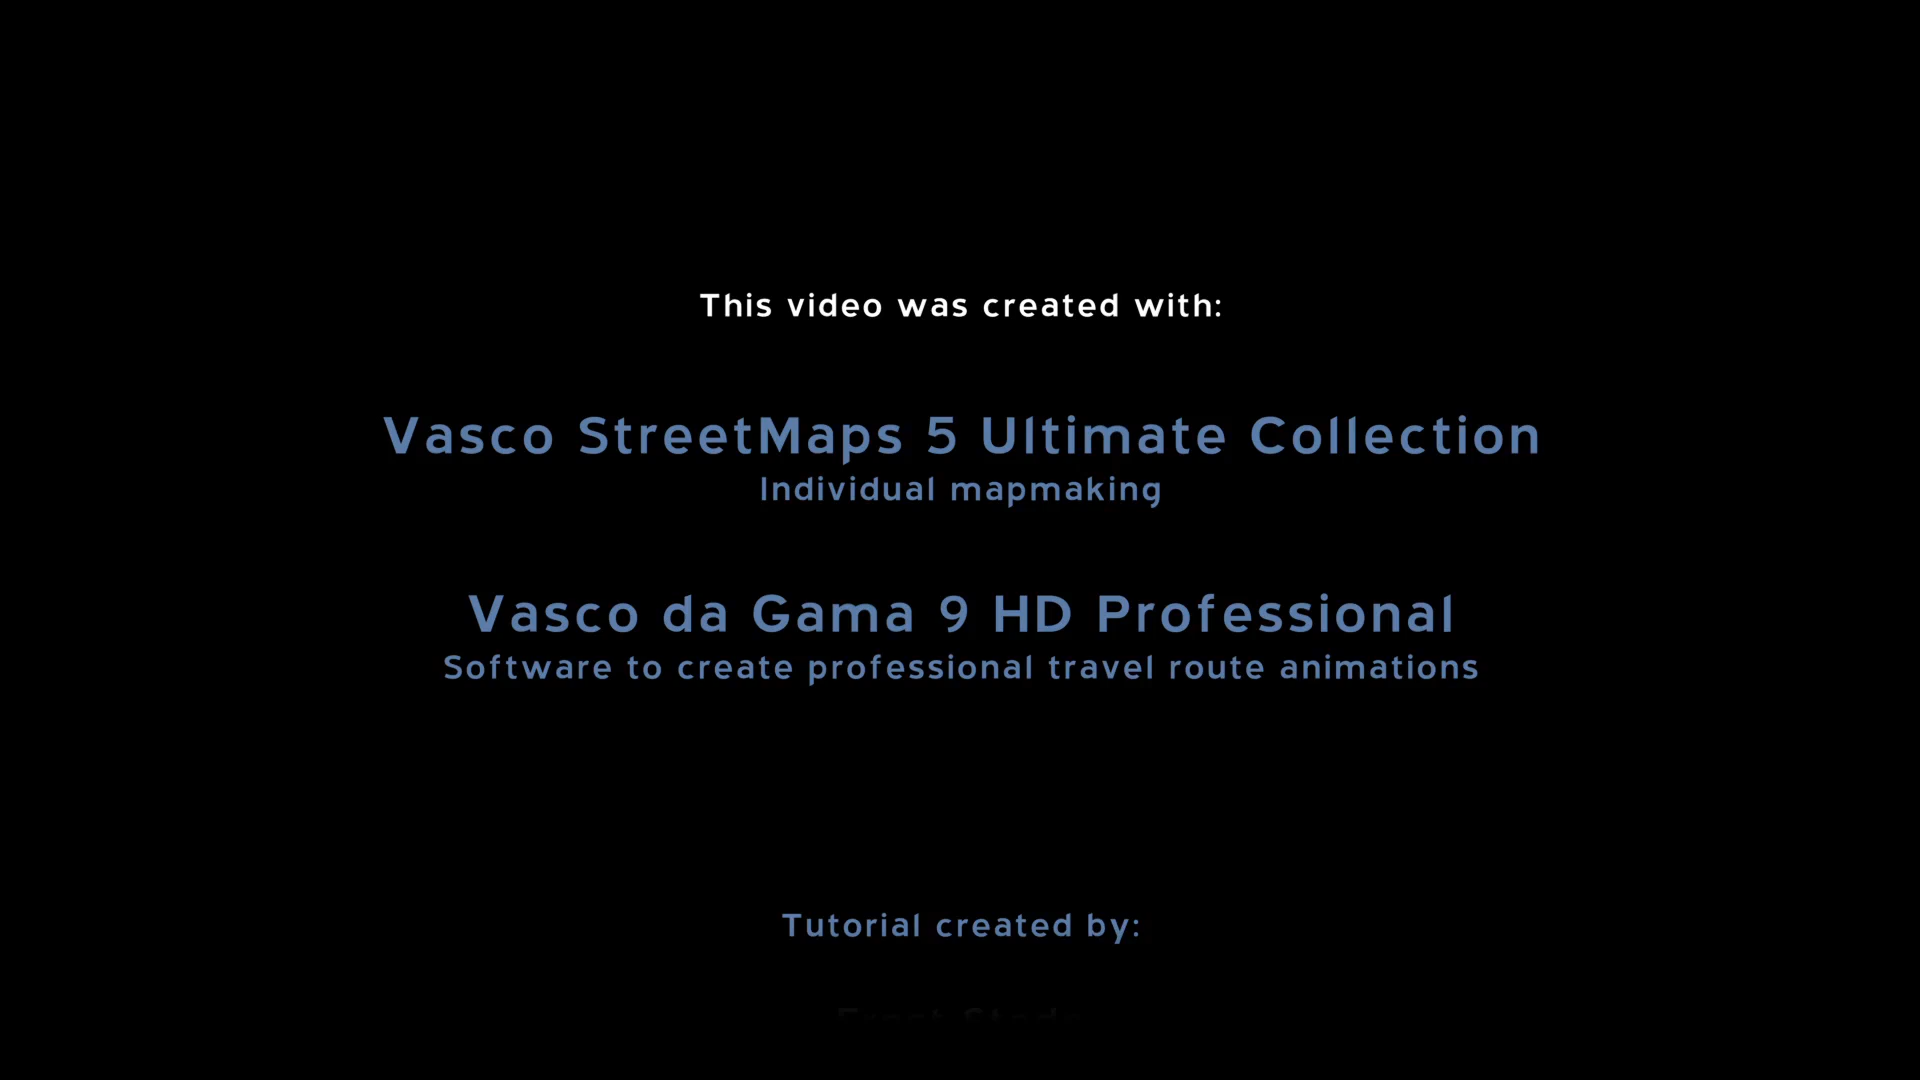 This video was created with:
Vasco StreetMaps 5 Ultimate Collection
Individual mapmaking
Vasco da Gama 9 HD Professional
Software to create professional travel route animations
Tutorial created by: